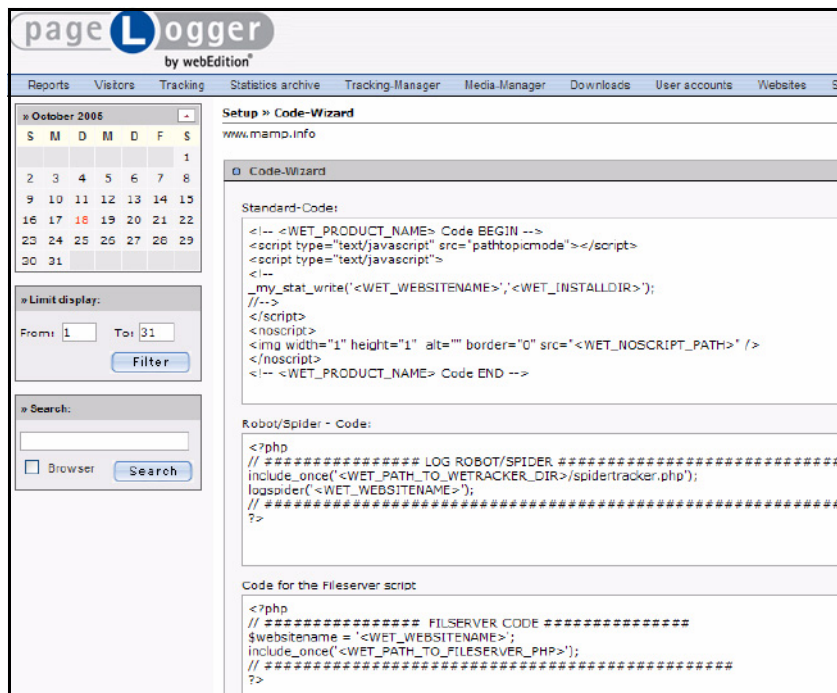 page Logger
by webEdition®
Reports Visitors Tracking Statistics archive Tracking-Manager Media-Manager Downloads User accounts Websites S
» October 2005
S M D M D F S
1
2 3 4 5 6 7 8
9 10 11 12 13 14 15
16 17 18 19 20 21 22
23 24 25 26 27 28 29
30 31
» Limit display:
From: 1 To: 31
Filter
» Search:
Browser Search
Setup » Code-Wizard
www.mamp.info
Code-Wizard
Standard-Code:
<!-- <WET_PRODUCT_NAME> Code BEGIN -->
<script type="text/javascript" src="pathtopicmode"></script>
<script type="text/javascript">
<!--
_my_stat_write('<WET_WEBSITENAME>','<WET_INSTALLDIR>');
//-->
</script>
<noscript>
<img width="1" height="1" alt="" border="0" src="<WET_NOSCRIPT_PATH>" />
</noscript>
<!-- <WET_PRODUCT_NAME> Code END -->
Robot/Spider - Code:
<?php
// ################ LOG ROBOT/SPIDER #############################
include_once('<WET_PATH_TO_WETRACKER_DIR>/spidertracker.php');
logspider('<WET_WEBSITENAME>');
// ###########################################################
?>
Code for the Fileserver script
<?php
// ################ FILSERVER CODE ###############
$websitename = '<WET_WEBSITENAME>';
include_once('<WET_PATH_TO_FILESERVER_PHP>');
// ################################################
?>